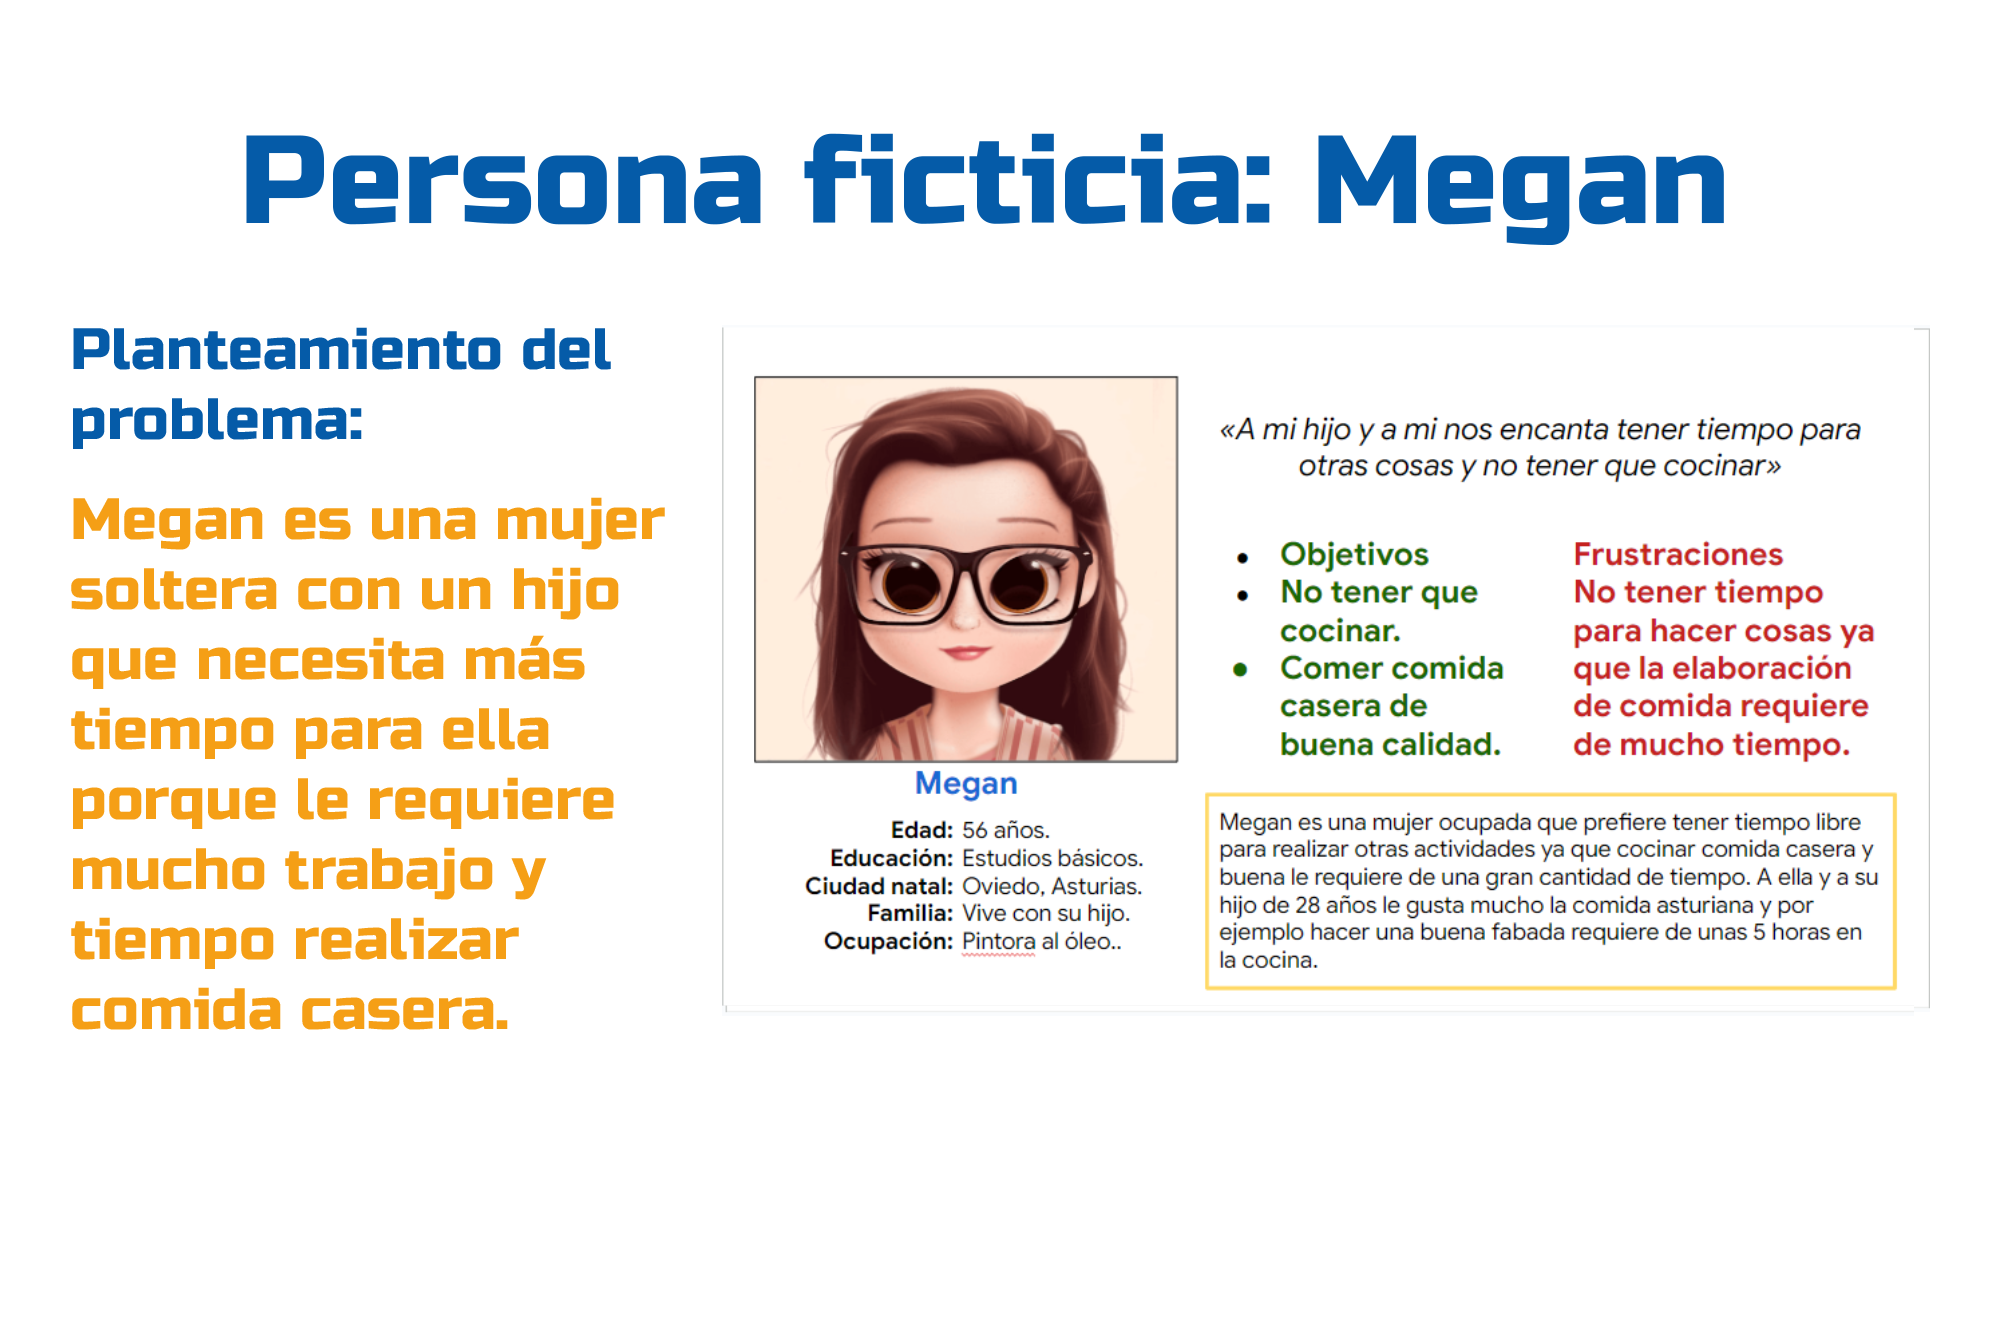 Persona ficticia: Megan
Planteamiento del
problema:
Megan es una mujer
soltera con un hijo
que necesita más
tiempo para ella
porque le requiere
mucho trabajo y
tiempo realizar
comida casera.
Megan
Edad: 56 años.
Educación: Estudios básicos.
Ciudad natal: Oviedo, Asturias.
Familia: Vive con su hijo.
Ocupación: Pintora al óleo..
«A mi hijo y a mi nos encanta tener tiempo para
otras cosas y no tener que cocinar»
• Objetivos
• No tener que
cocinar.
• Comer comida
casera de
buena calidad.
Frustraciones
No tener tiempo
para hacer cosas ya
que la elaboración
de comida requiere
de mucho tiempo.
Megan es una mujer ocupada que prefiere tener tiempo libre
para realizar otras actividades ya que cocinar comida casera y
buena le requiere de una gran cantidad de tiempo. A ella y a su
hijo de 28 años le gusta mucho la comida asturiana y por
ejemplo hacer una buena fabada requiere de unas 5 horas en
la cocina.